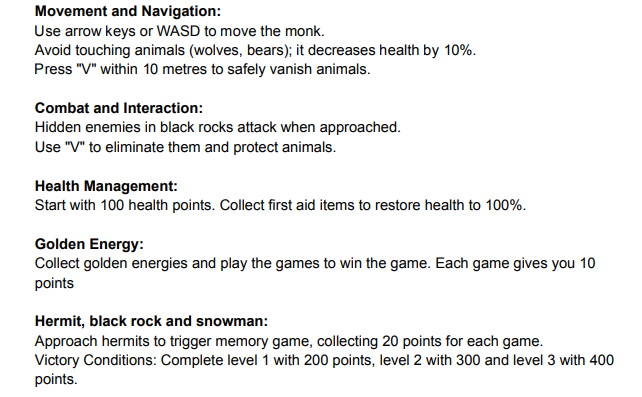 Movement and Navigation:
Use arrow keys or WASD to move the monk.
Avoid touching animals (wolves, bears); it decreases health by 10%.
Press "V" within 10 metres to safely vanish animals.
Combat and Interaction:
Hidden enemies in black rocks attack when approached.
Use "V" to eliminate them and protect animals.
Health Management:
Start with 100 health points. Collect first aid items to restore health to 100%.
Golden Energy:
Collect golden energies and play the games to win the game. Each game gives you 10
points
Hermit, black rock and snowman:
Approach hermits to trigger memory game, collecting 20 points for each game.
Victory Conditions: Complete level 1 with 200 points, level 2 with 300 and level 3 with 400
points.